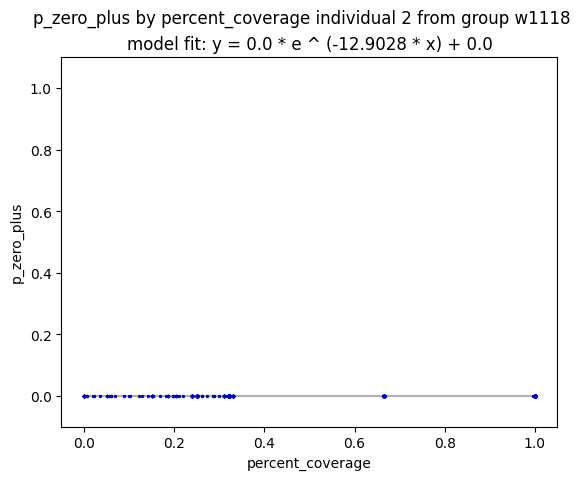 p_zero_plus by percent_coverage individual 2 from group w1118
model fit: y = 0.0 * e ^ (-12.9028 * x) + 0.0
1.0
0.8
0.6
0.4
0.2
0.0
p_zero_plus
0.0 0.2 0.4 0.6 0.8 1.0
percent_coverage